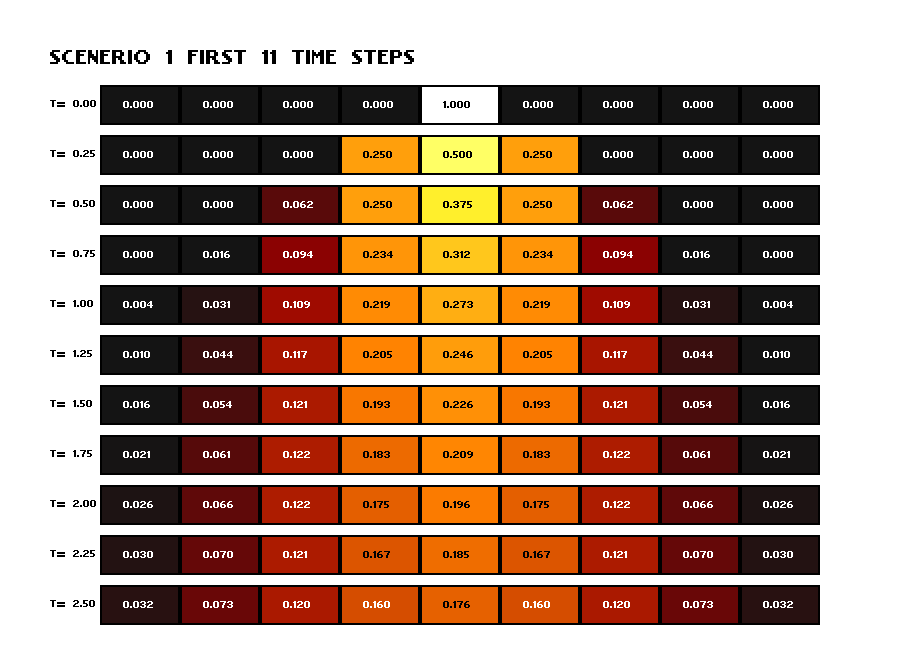 SCENERIO 1 FIRST 11 TIME STEPS
T= 0.00 0.000 0.000 0.000 0.000 1.000 0.000 0.000 0.000 0.000
T= 0.25 0.000 0.000 0.000 0.250 0.500 0.250 0.000 0.000 0.000
T= 0.50 0.000 0.000 0.062 0.250 0.375 0.250 0.062 0.000 0.000
T= 0.75 0.000 0.016 0.094 0.234 0.312 0.234 0.094 0.016 0.000
T= 1.00 0.004 0.031 0.109 0.219 0.273 0.219 0.109 0.031 0.004
T= 1.25 0.010 0.044 0.117 0.205 0.246 0.205 0.117 0.044 0.010
T= 1.50 0.016 0.054 0.121 0.193 0.226 0.193 0.121 0.054 0.016
T= 1.75 0.021 0.061 0.122 0.183 0.209 0.183 0.122 0.061 0.021
T= 2.00 0.026 0.066 0.122 0.175 0.196 0.175 0.122 0.066 0.026
T= 2.25 0.030 0.070 0.121 0.167 0.185 0.167 0.121 0.070 0.030
T= 2.50 0.032 0.073 0.120 0.160 0.176 0.160 0.120 0.073 0.032